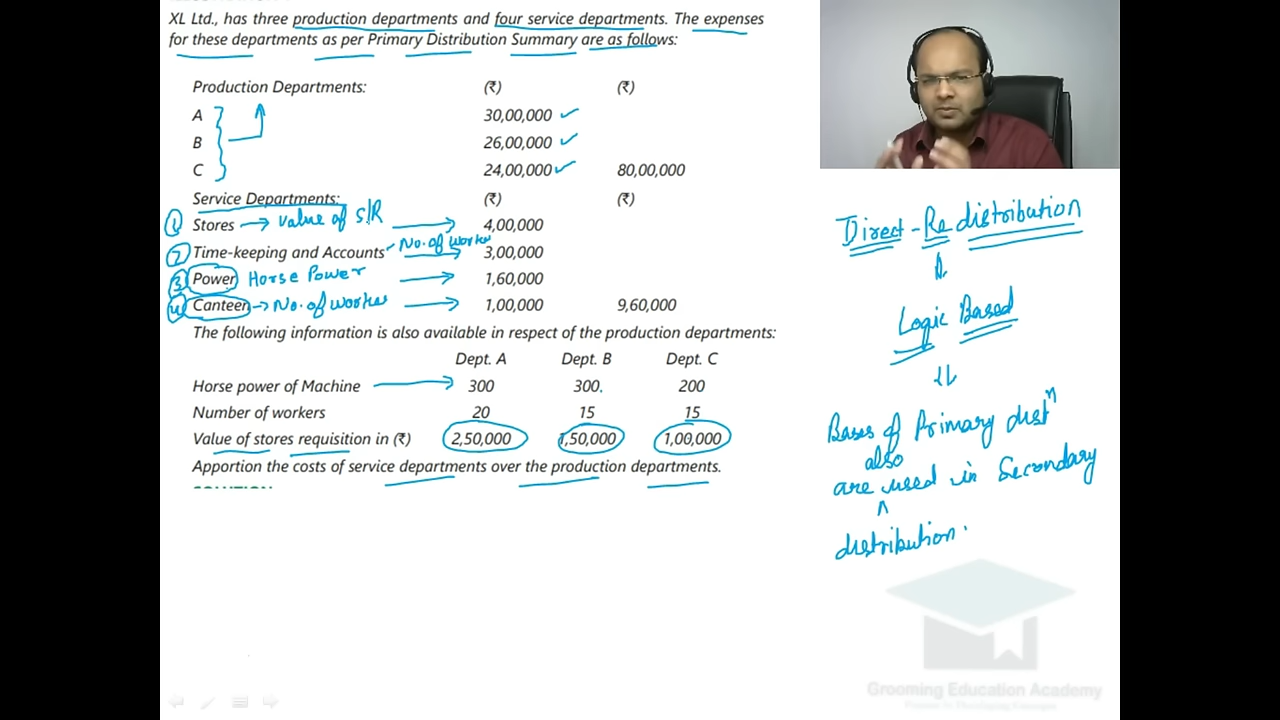 XL Ltd., has three production departments and four service departments. The expenses
for these departments as per Primary Distribution Summary are as follows:
Production Departments: (₹) (₹)
A 30,00,000
B 26,00,000
C 24,00,000 80,00,000
Service Departments: (₹) (₹)
① Stores → Value of S/R → 4,00,000
② Time-keeping and Accounts - No. of worke → 3,00,000
③ Power Horse Power → 1,60,000
④ Canteen → No. of worker → 1,00,000 9,60,000
The following information is also available in respect of the production departments:
Dept. A Dept. B Dept. C
Horse power of Machine → 300 300 200
Number of workers 20 15 15
Value of stores requisition in (₹) 2,50,000 1,50,000 1,00,000
Apportion the costs of service departments over the production departments.
Direct - Re distribution
Logic Based
Bases of Primary distⁿ
also
are used in Secondary
distribution.
Grooming Education Academy